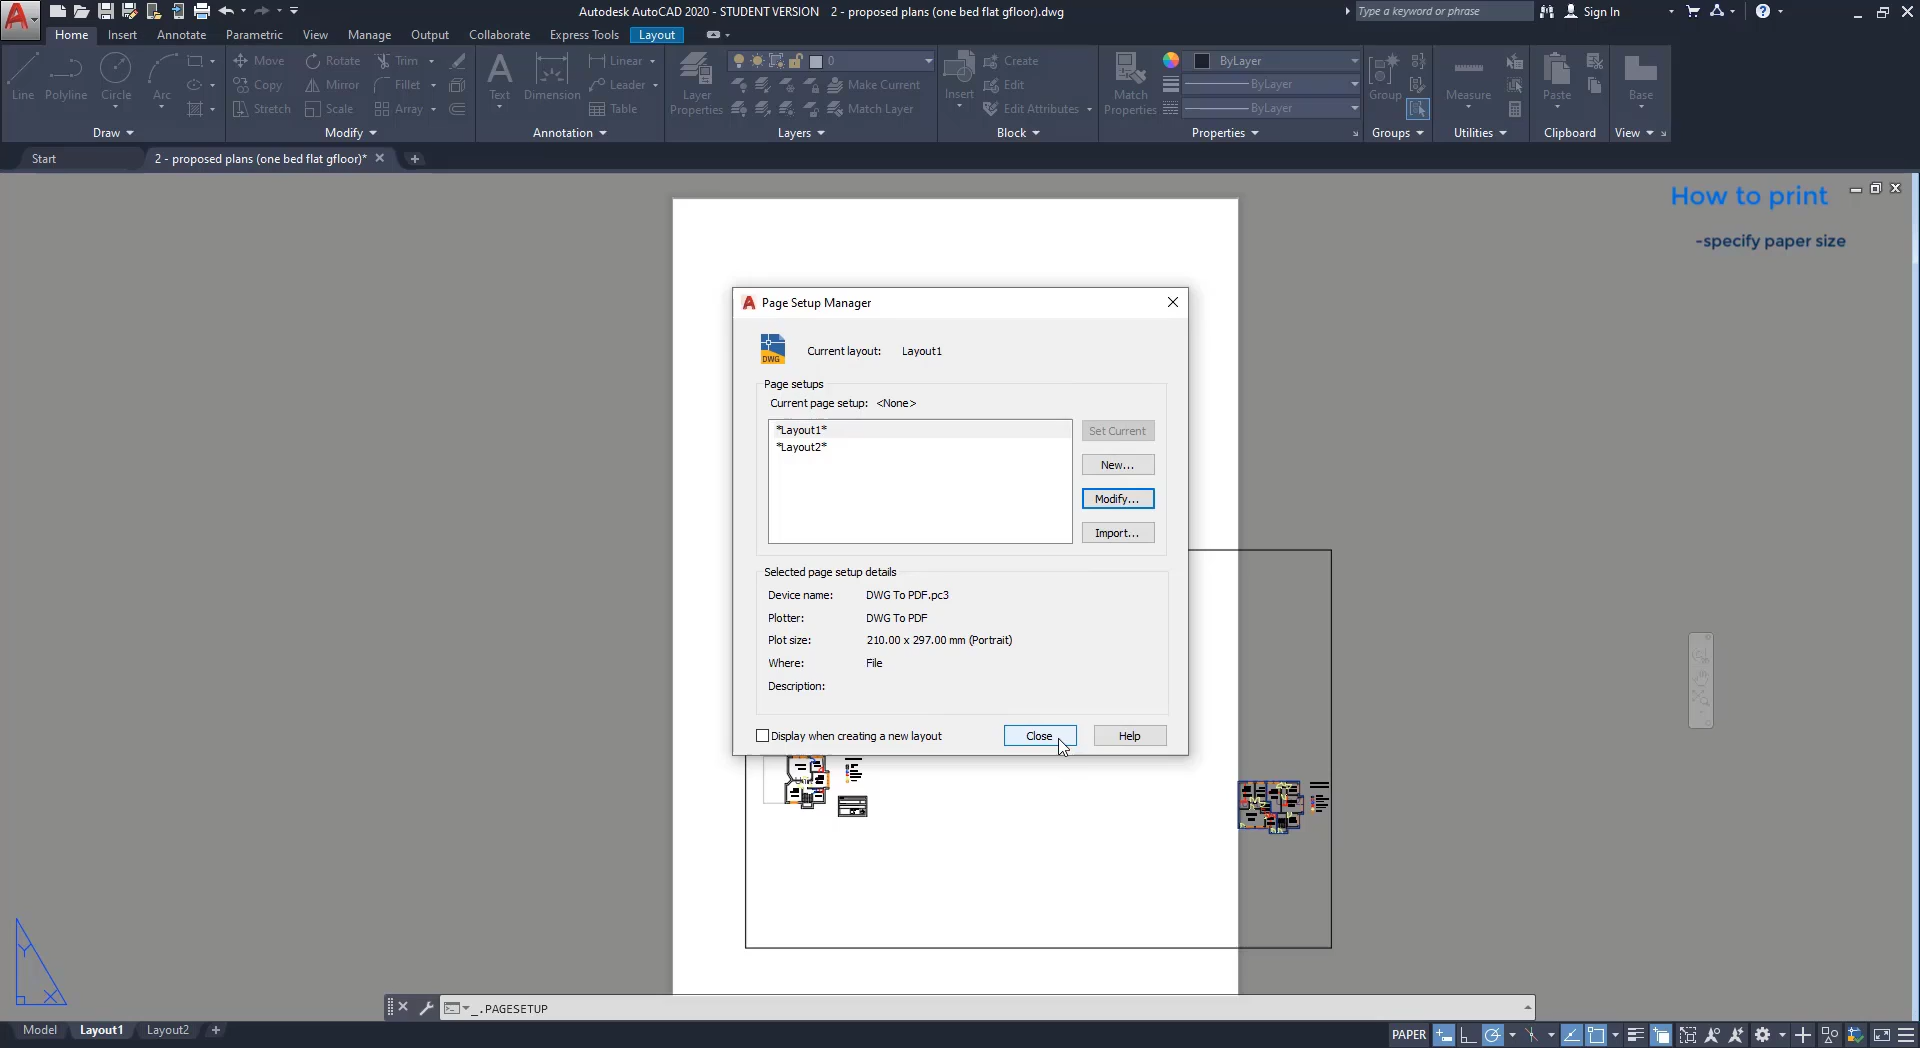 Autodesk AutoCAD 2020 - STUDENT VERSION 2 - proposed plans (one bed flat gfloor).dwg
Type a keyword or phrase
Sign In
Home Insert Annotate Parametric View Manage Output Collaborate Express Tools Layout
Line Polyline Circle Arc
Move Rotate Trim
Copy Mirror Fillet
Stretch Scale Array
Text Dimension
Linear
Leader
Table
Layer Properties
0
Make Current
Match Layer
Insert
Create
Edit
Edit Attributes
Match Properties
ByLayer
ByLayer
ByLayer
Group
Measure
Paste
Base
Draw Modify Annotation Layers Block Properties Groups Utilities Clipboard View
Start 2 - proposed plans (one bed flat gfloor)*
How to print
-specify paper size
Page Setup Manager
DWG
Current layout: Layout1
Page setups
Current page setup: <None>
*Layout1*
*Layout2*
Set Current
New...
Modify...
Import...
Selected page setup details
Device name: DWG To PDF.pc3
Plotter: DWG To PDF
Plot size: 210.00 x 297.00 mm (Portrait)
Where: File
Description:
Display when creating a new layout
Close
Help
Y
X
_.PAGESETUP
Model Layout1 Layout2
PAPER